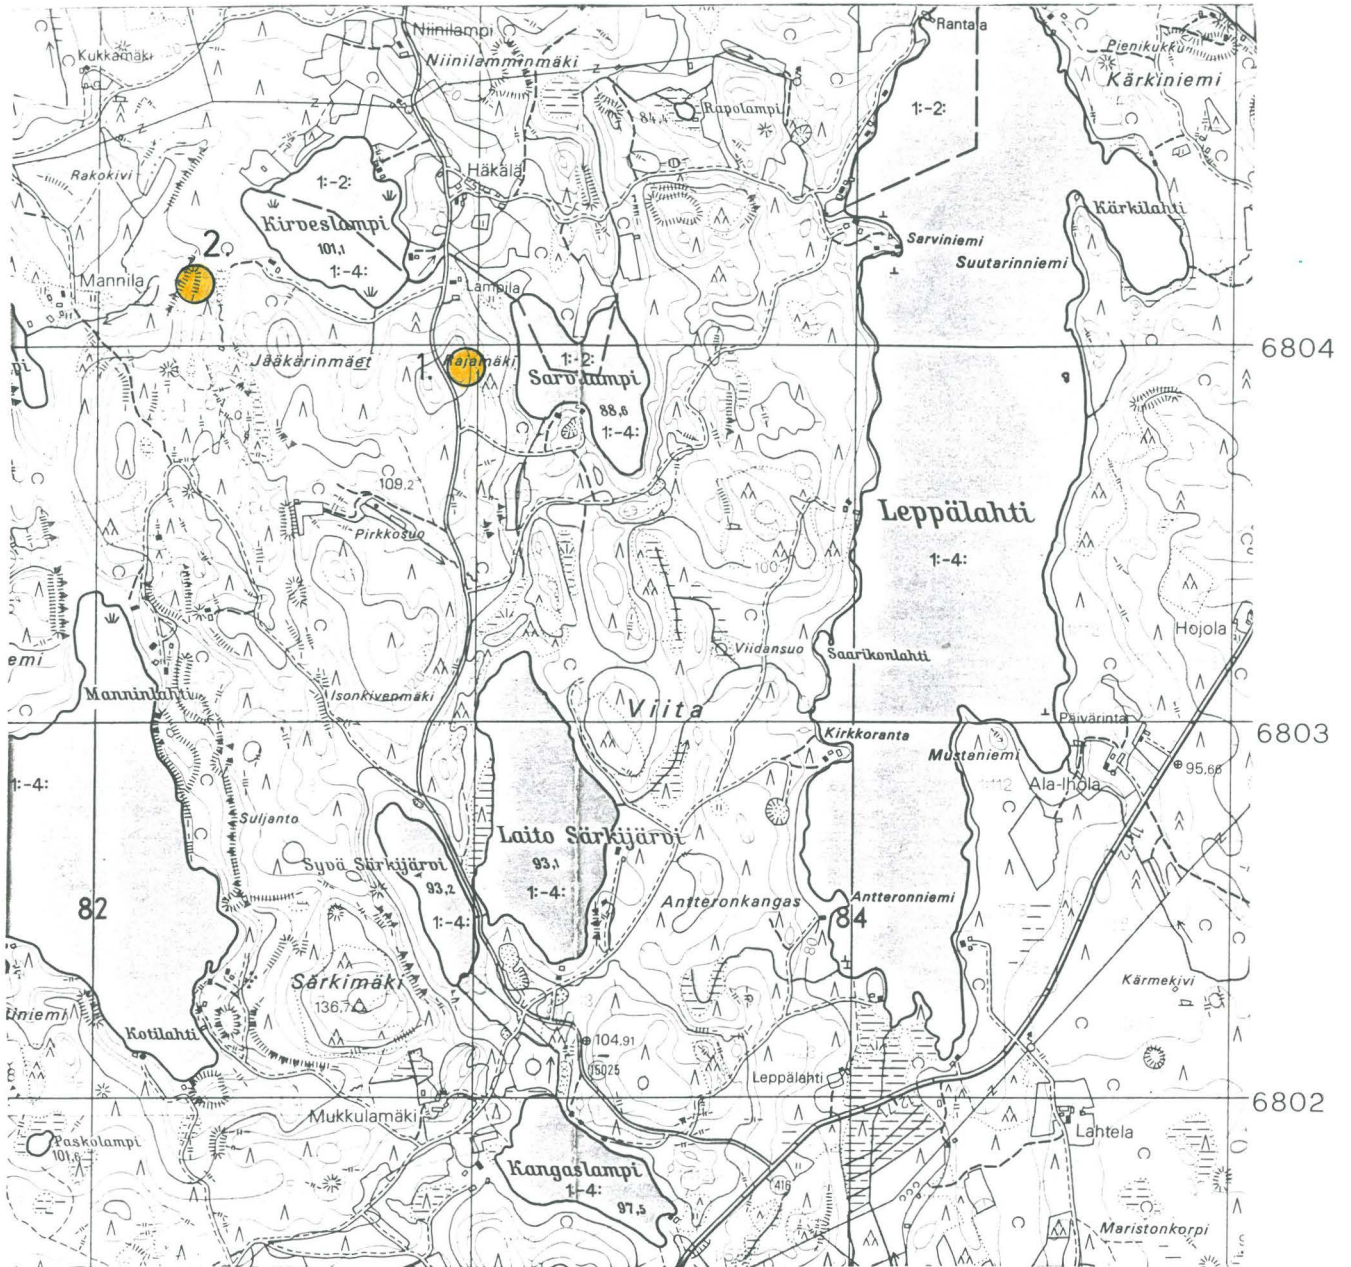 Niinilampi
Rantala
Kukkamäki
Niinilamminmäki
Pienikukku
Kärkiniemi
1:-2:
84,4
Rapolampi
Rakokivi
Häkälä
1:-2:
Kirveslampi
101,1
1:-4:
Kärkilahti
2.
Sarviniemi
Suutarinniemi
Mannila
Lampila
6804
Jääkärinmäet
1.
Rajamäki
1:-2:
Sarvilampi
88,6
1:-4:
109,2
Leppälahti
1:-4:
Pirkkosuo
100
Hojola
Viidansuo
Saarikonlahti
emi
Manninlahti
Isonkivenmäki
Viita
Päivärinta
6803
Kirkkoranta
Mustaniemi
95.66
1:-4:
Ala-Ihola
Suljanto
Laito Särkijärvi
93,1
1:-4:
Syvä Särkijärvi
93,2
1:-4:
82
Antteronkangas
Antteronniemi
84
80
Särkimäki
136.7
Kärmekivi
Kotilahti
104.91
15025
Leppälahti
6802
Mukkulamäki
Lahtela
Paskolampi
101,6
Kangaslampi
1:-4:
97,5
416
Maristonkorpi